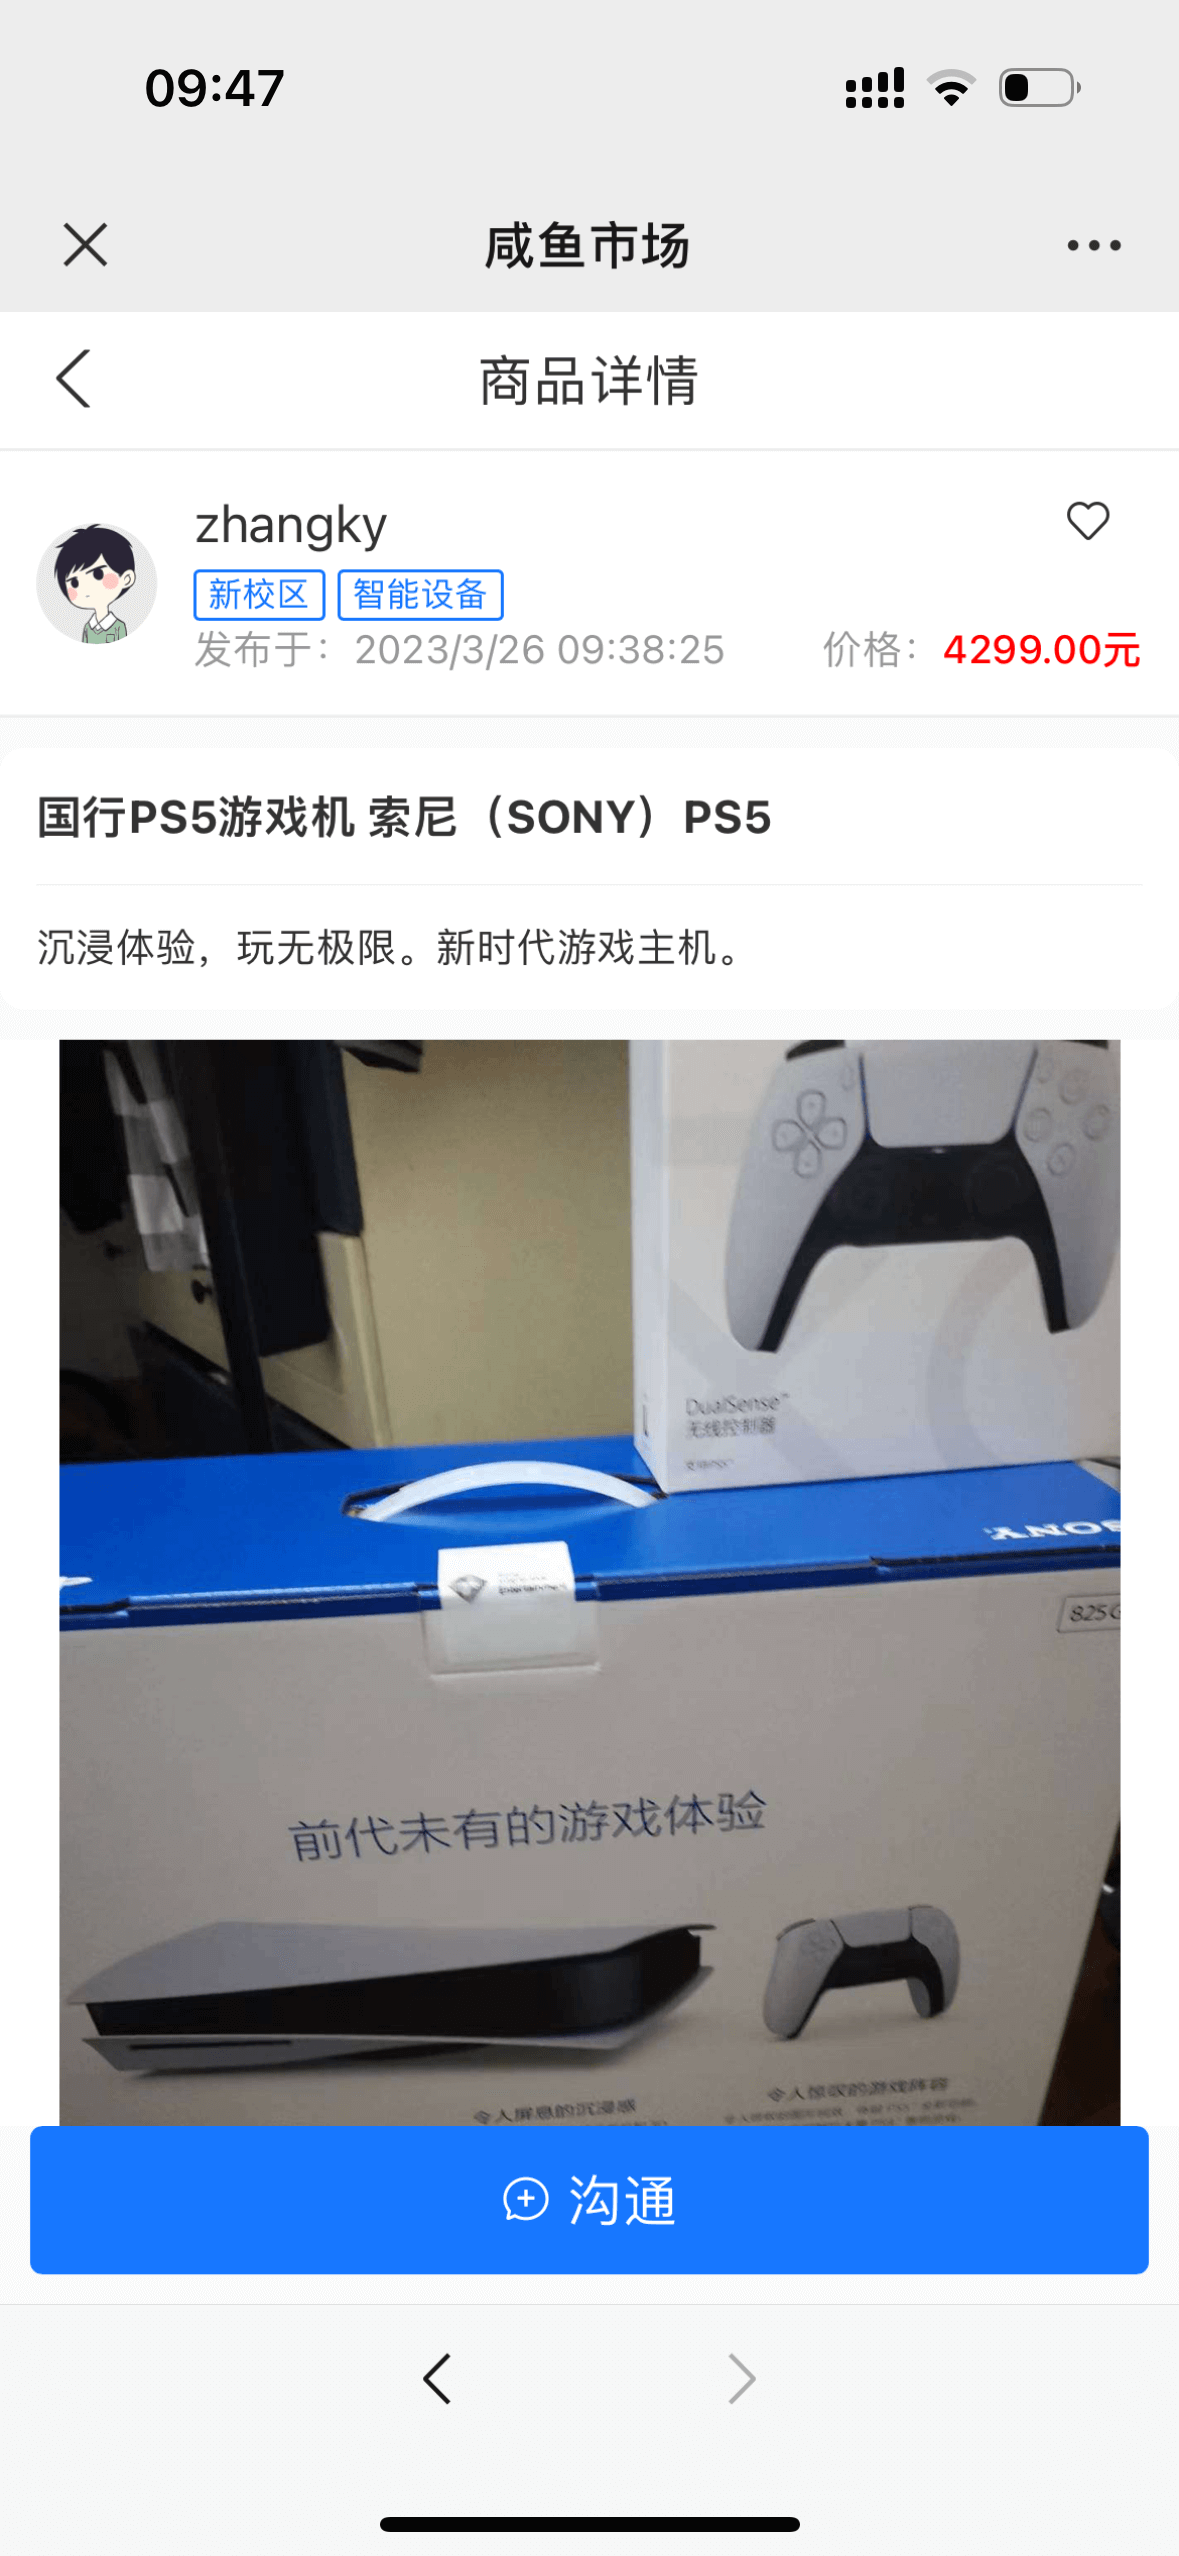 09:47
咸鱼市场
商品详情
zhangky
新校区 智能设备
发布于： 2023/3/26 09:38:25 价格： 4299.00元
国行PS5游戏机 索尼（SONY）PS5
沉浸体验，玩无极限。新时代游戏主机。
DualSense™
无线控制器
SONY
825G
前代未有的游戏体验
令人屏息的沉浸感
令人惊叹的游戏阵容
沟通